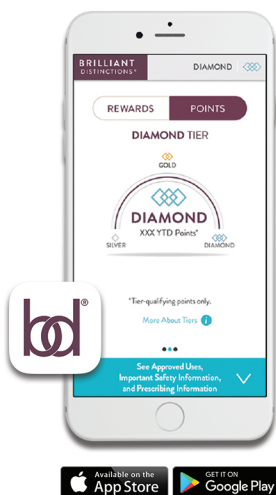 BRILLIANT
DISTINCTIONS®
DIAMOND
REWARDS
POINTS
DIAMOND TIER
GOLD
DIAMOND
XXX YTD Points*
SILVER
DIAMOND
*Tier-qualifying points only.
More About Tiers i
bd®
See Approved Uses,
Important Safety Information,
and Prescribing Information
Available on the
App Store
GET IT ON
Google Play